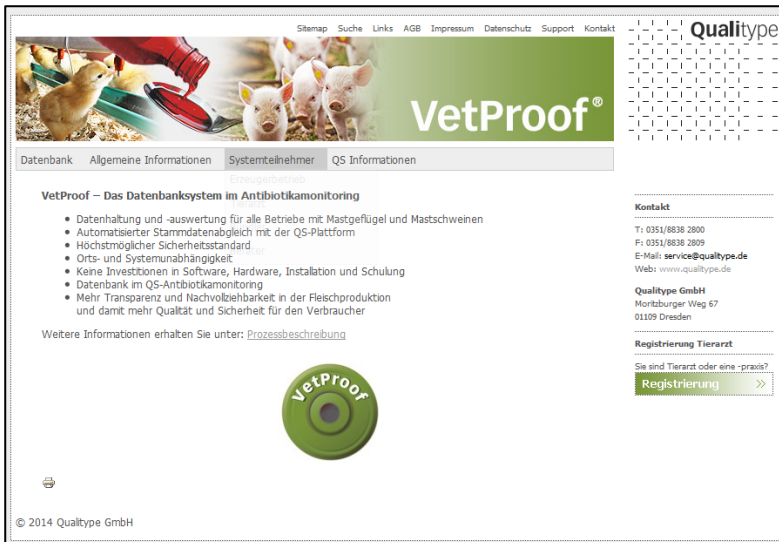 Sitemap Suche Links AGB Impressum Datenschutz Support Kontakt
Qualitype
VetProof®
Datenbank Allgemeine Informationen Systemteilnehmer QS Informationen
Erzeugerbetrieb
Tierarzt
VetProof – Das Datenbanksystem im Antibiotikamonitoring
• Datenhaltung und -auswertung für alle Betriebe mit Mastgeflügel und Mastschweinen
• Automatisierter Stammdatenabgleich mit der QS-Plattform
• Höchstmöglicher Sicherheitsstandard
• Orts- und Systemunabhängigkeit
• Keine Investitionen in Software, Hardware, Installation und Schulung
• Datenbank im QS-Antibiotikamonitoring
• Mehr Transparenz und Nachvollziehbarkeit in der Fleischproduktion
und damit mehr Qualität und Sicherheit für den Verbraucher
Weitere Informationen erhalten Sie unter: Prozessbeschreibung
VetProof
© 2014 Qualitype GmbH
Kontakt
T: 0351/8838 2800
F: 0351/8838 2809
E-Mail: service@qualitype.de
Web: www.qualitype.de
Qualitype GmbH
Moritzburger Weg 67
01109 Dresden
Registrierung Tierarzt
Sie sind Tierarzt oder eine -praxis?
Registrierung »